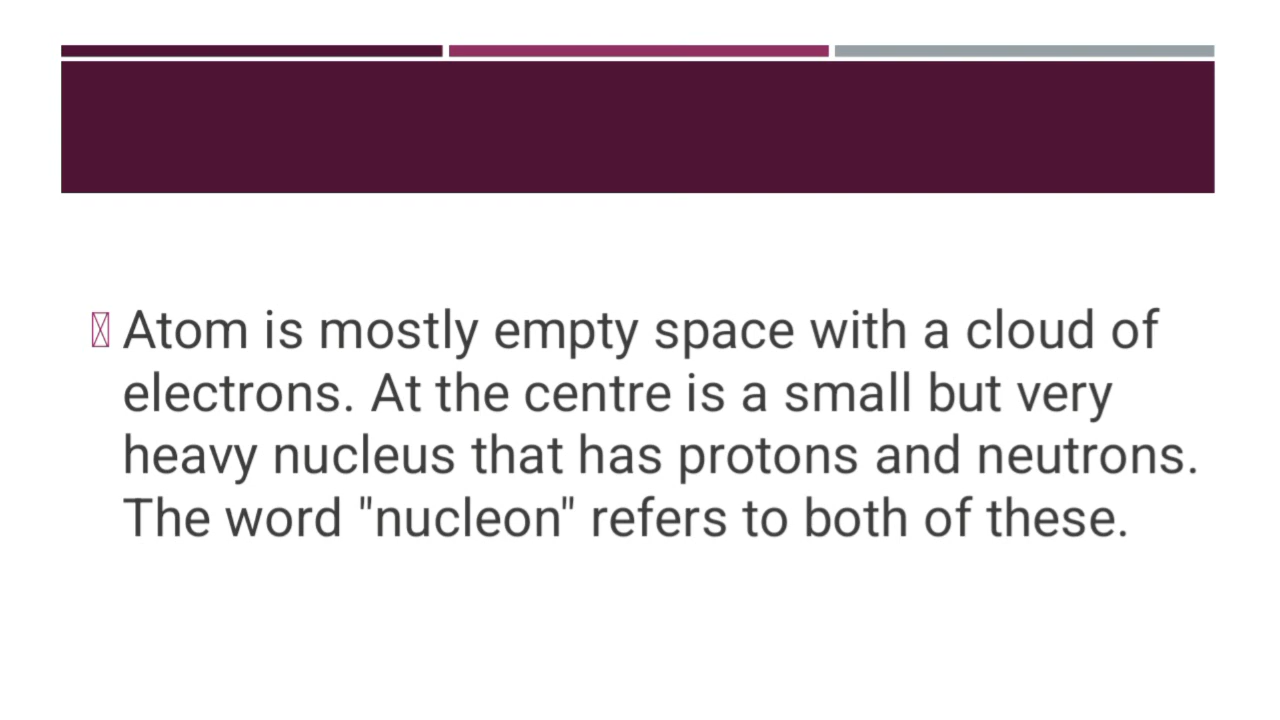 Atom is mostly empty space with a cloud of
electrons. At the centre is a small but very
heavy nucleus that has protons and neutrons.
The word "nucleon" refers to both of these.